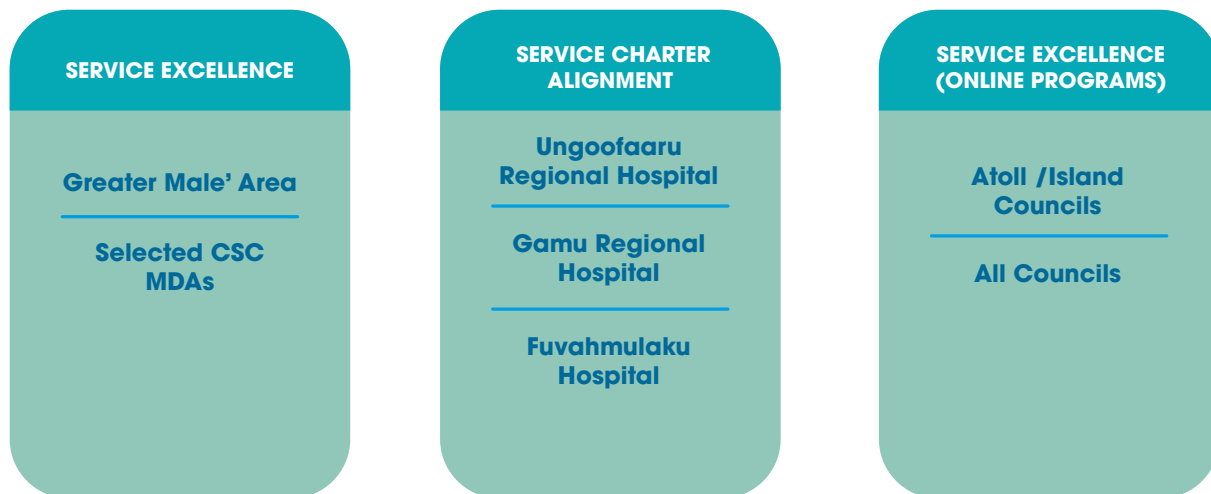 SERVICE EXCELLENCE
Greater Male’ Area
Selected CSC
MDAs
SERVICE CHARTER
ALIGNMENT
Ungoofaaru
Regional Hospital
Gamu Regional
Hospital
Fuvahmulaku
Hospital
SERVICE EXCELLENCE
(ONLINE PROGRAMS)
Atoll /Island
Councils
All Councils